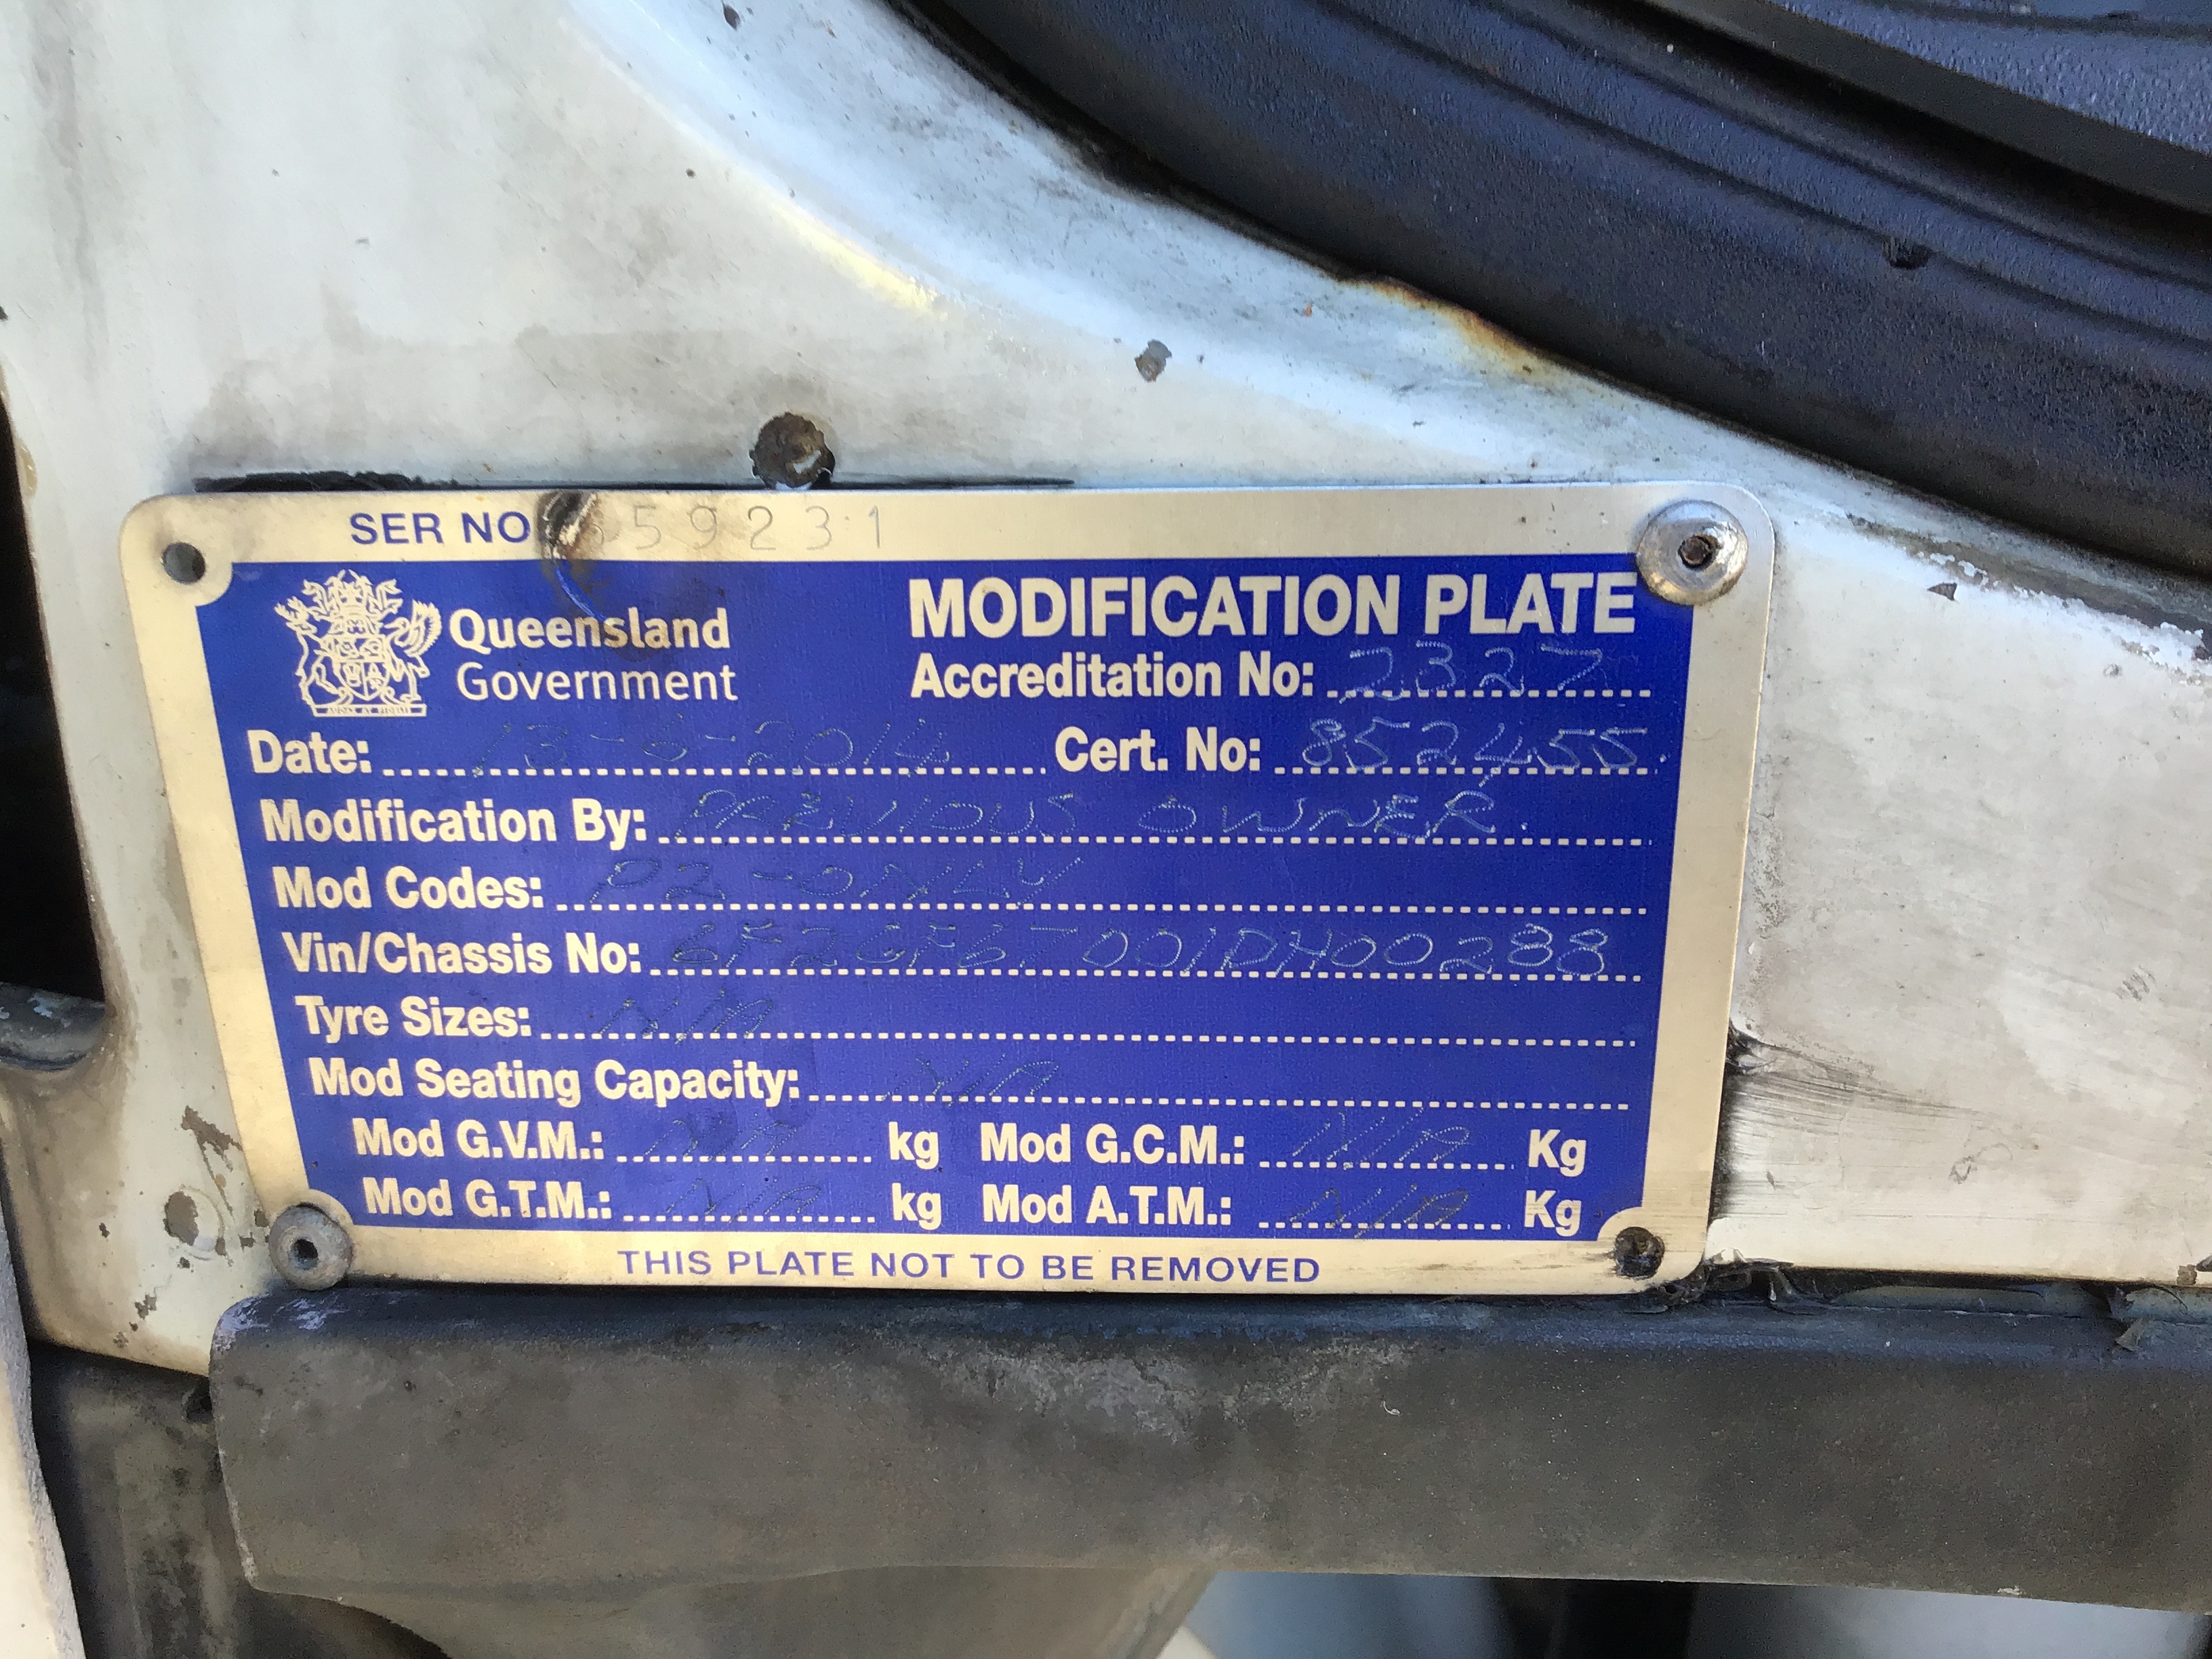 SER NO 59231
Queensland
Government
MODIFICATION PLATE
Accreditation No: 2327
Date: 13-6-2014 Cert. No: 852455
Modification By: PREVIOUS OWNER.
Mod Codes: P2-ONLY
Vin/Chassis No:
Tyre Sizes: N/A
Mod Seating Capacity: N/A
Mod G.V.M.: N/A kg Mod G.C.M.: N/A Kg
Mod G.T.M.: N/A kg Mod A.T.M.: N/A Kg
THIS PLATE NOT TO BE REMOVED